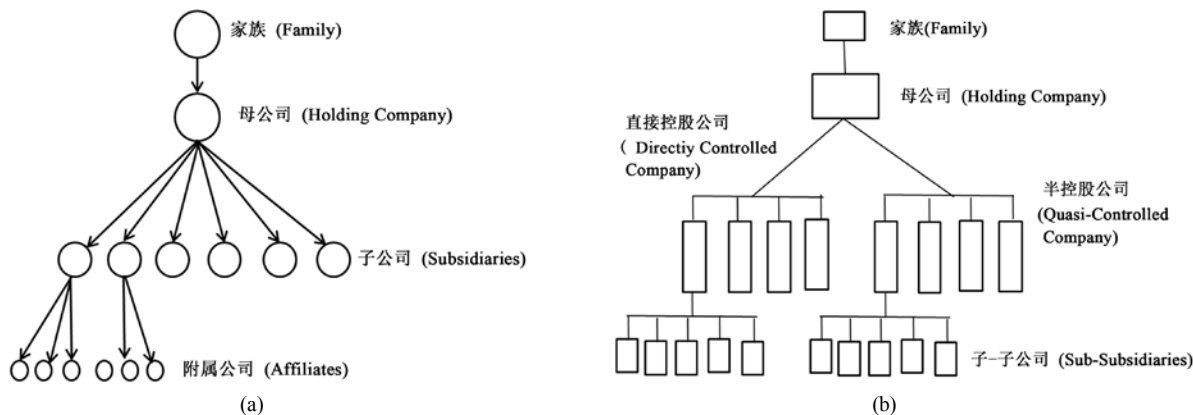 家族 (Family)
母公司 (Holding Company)
子公司 (Subsidiaries)
附属公司 (Affiliates)
(a)
家族(Family)
母公司 (Holding Company)
直接控股公司
( Directiy Controlled
Company)
半控股公司
(Quasi-Controlled
Company)
子-子公司 (Sub-Subsidiaries)
(b)